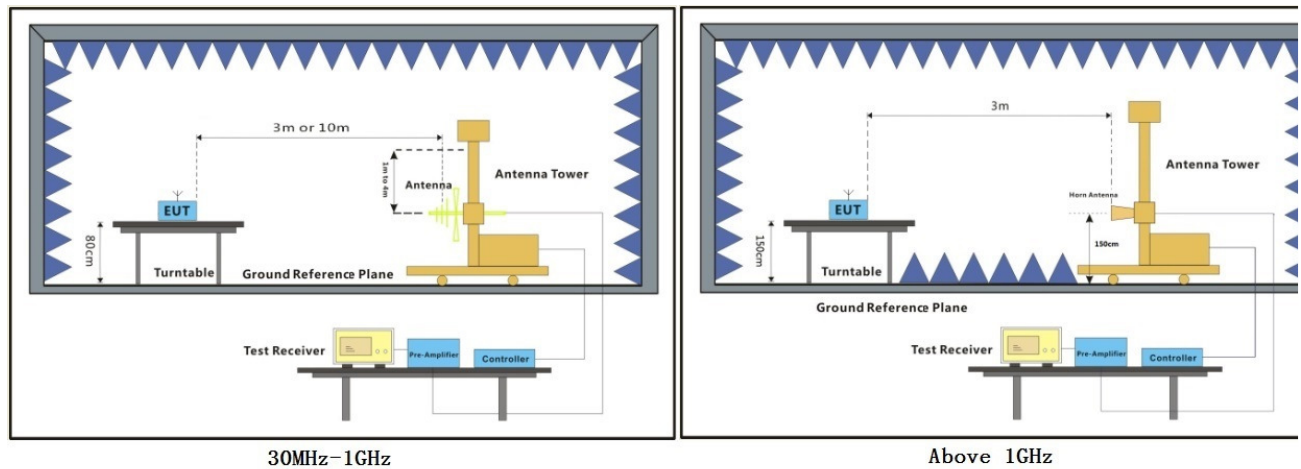 3m or 10m
1m to 4m
Antenna
Antenna Tower
EUT
80cm
Turntable
Ground Reference Plane
Test Receiver
Pre-Amplifier
Controller
30MHz-1GHz
3m
Horn Antenna
Antenna Tower
EUT
150cm
150cm
Turntable
Ground Reference Plane
Test Receiver
Pre-Amplifier
Controller
Above 1GHz